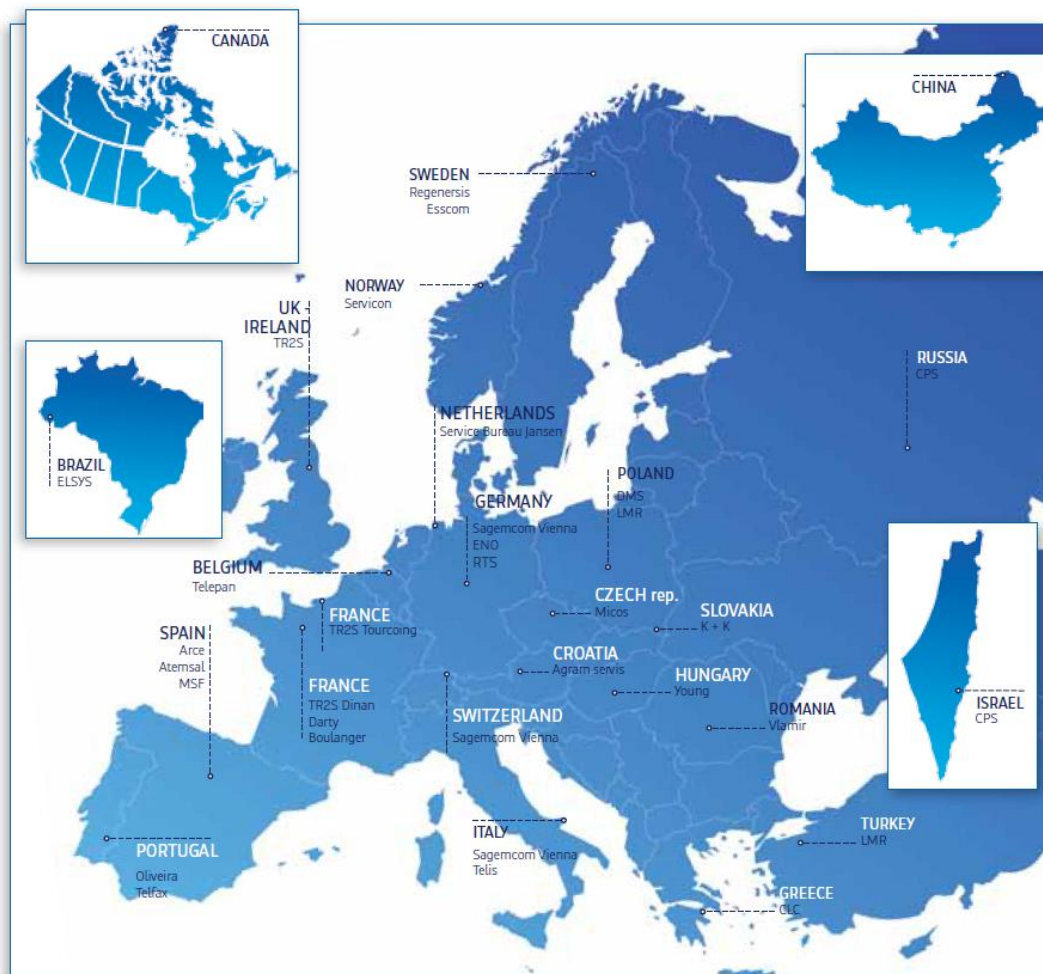 CANADA
CHINA
SWEDEN
Regenersis
Esscom
NORWAY
Servicon
UK -
IRELAND
TR2S
RUSSIA
CPS
NETHERLANDS
Service Bureau Jansen
BRAZIL
ELSYS
POLAND
DMS
LMR
GERMANY
Sagemcom Vienna
ENO
RTS
BELGIUM
Telepan
CZECH rep.
Micos
SLOVAKIA
K + K
FRANCE
TR2S Tourcoing
SPAIN
Arce
Atemsal
MSF
CROATIA
Agram servis
HUNGARY
Young
FRANCE
TR2S Dinan
Darty
Boulanger
ROMANIA
Vlamir
ISRAEL
CPS
SWITZERLAND
Sagemcom Vienna
TURKEY
LMR
ITALY
Sagemcom Vienna
Telis
PORTUGAL
Oliveira
Telfax
GREECE
CLC